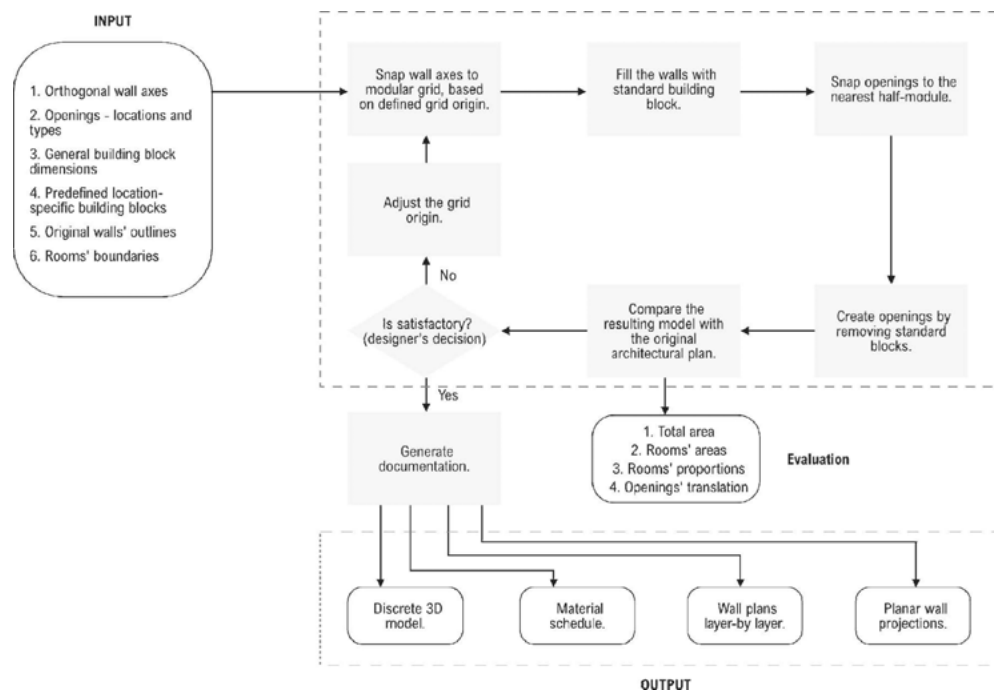 INPUT
1. Orthogonal wall axes
2. Openings - locations and
types
3. General building block
dimensions
4. Predefined location-
specific building blocks
5. Original walls' outlines
6. Rooms' boundaries
Snap wall axes to
modular grid, based
on defined grid origin.
Fill the walls with
standard building
block.
Snap openings to the
nearest half-module.
Adjust the grid
origin.
No
Is satisfactory?
(designer's decision)
Compare the
resulting model with
the original
architectural plan.
Create openings by
removing standard
blocks.
Yes
Generate
documentation.
1. Total area
2. Rooms' areas
3. Rooms' proportions
4. Openings' translation
Evaluation
Discrete 3D
model.
Material
schedule.
Wall plans
layer-by layer.
Planar wall
projections.
OUTPUT